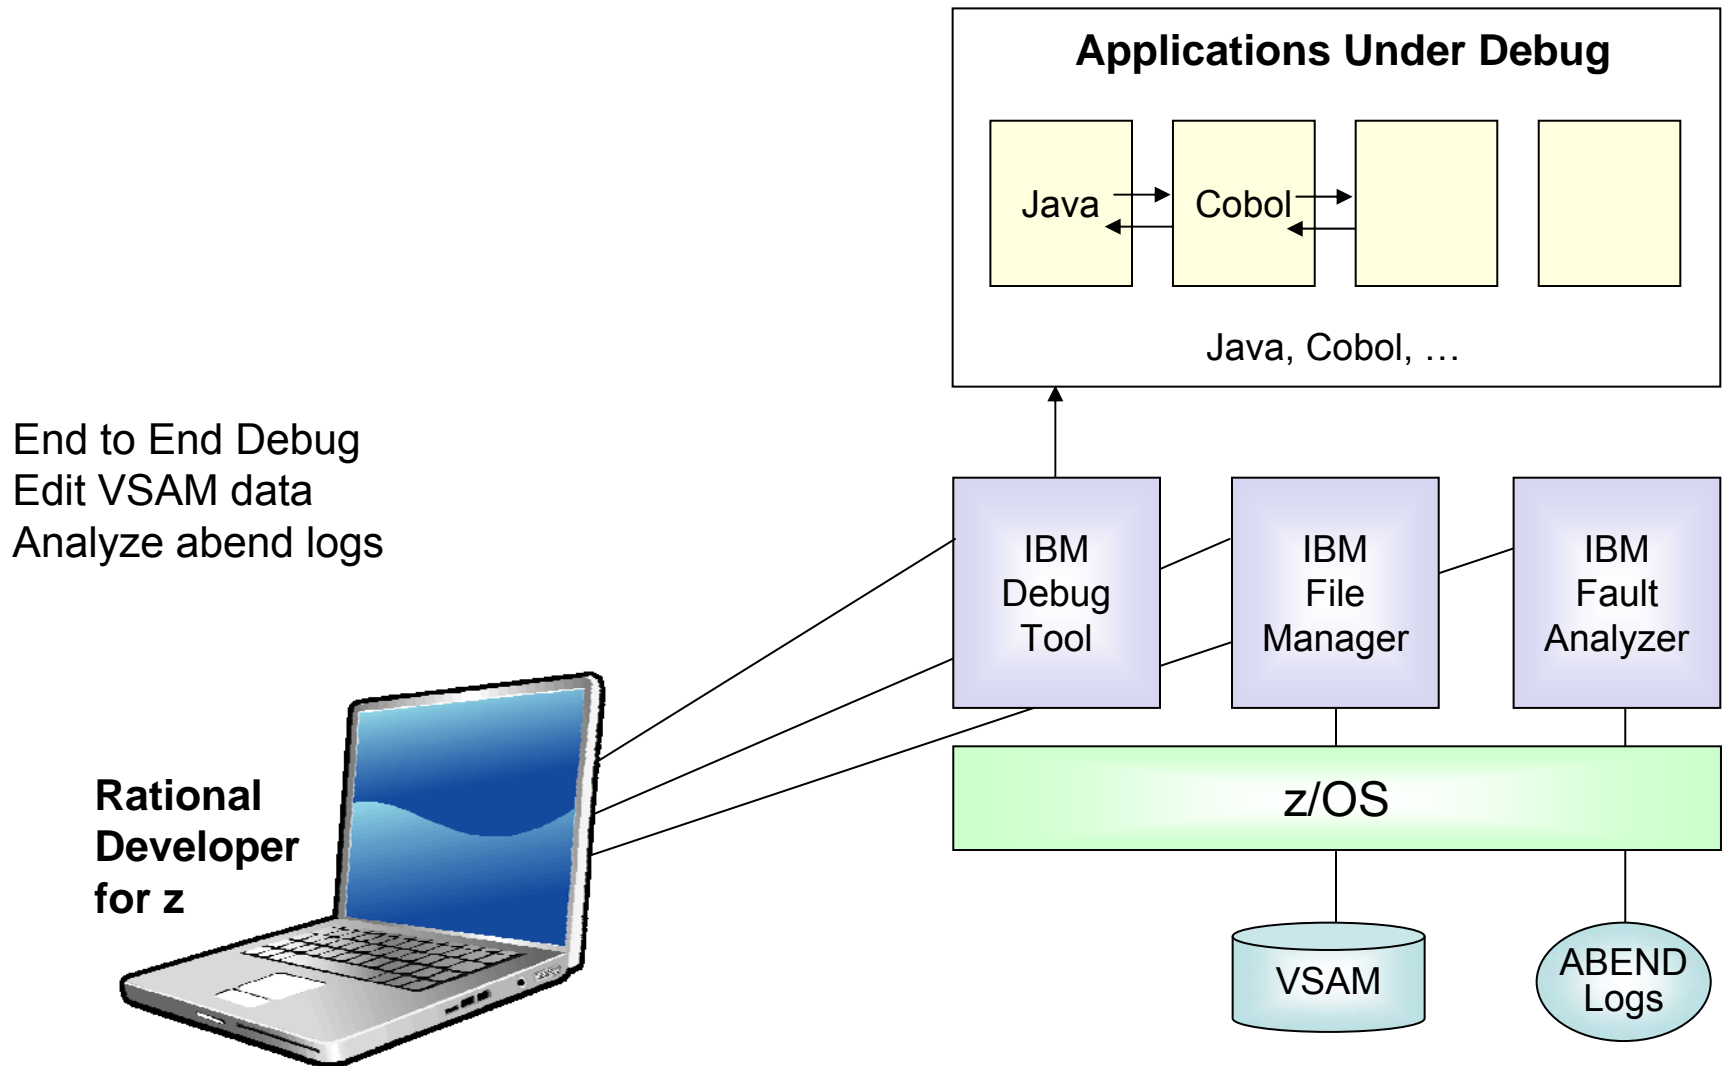 Applications Under Debug
Java
Cobol
Java, Cobol, …
End to End Debug
Edit VSAM data
Analyze abend logs
IBM
Debug
Tool
IBM
File
Manager
IBM
Fault
Analyzer
Rational
Developer
for z
z/OS
VSAM
ABEND
Logs